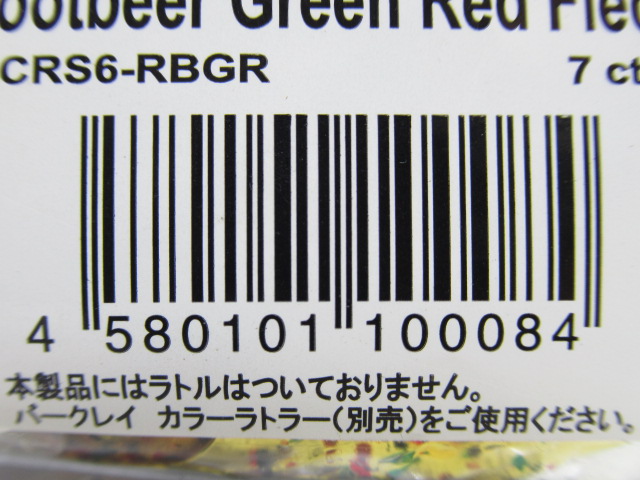 ootbeer Green Red Fle
CRS6-RBGR 7 ct
4 580101 100084
本製品にはラトルはついておりません。
バークレイ カラーラトラー(別売)をご使用ください。